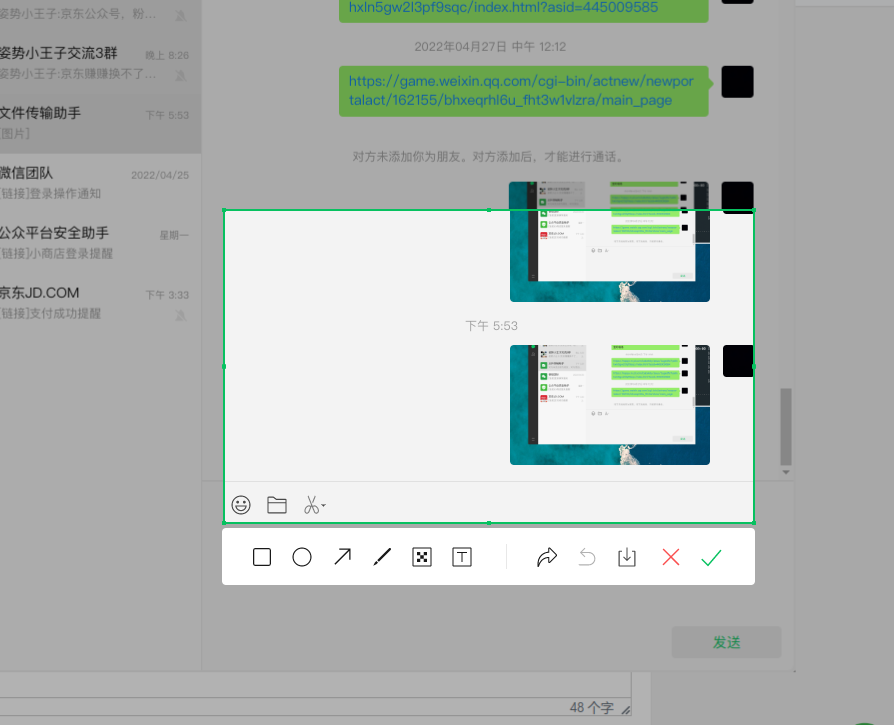 姿势小王子:京东公众号，粉...
姿势小王子交流3群
晚上 8:26
姿势小王子:京东赚赚换不了...
文件传输助手
下午 5:53
[图片]
微信团队
2022/04/25
[链接]登录操作通知
公众平台安全助手
星期一
[链接]小商店登录提醒
京东JD.COM
下午 3:33
[链接]支付成功提醒
hxln5gw2l3pf9sqc/index.html?asid=445009585
2022年04月27日 中午 12:12
https://game.weixin.qq.com/cgi-bin/actnew/newpor
talact/162155/bhxeqrhl6u_fht3w1vlzra/main_page
对方未添加你为朋友。对方添加后，才能进行通话。
下午 5:53
T
发送
48 个字